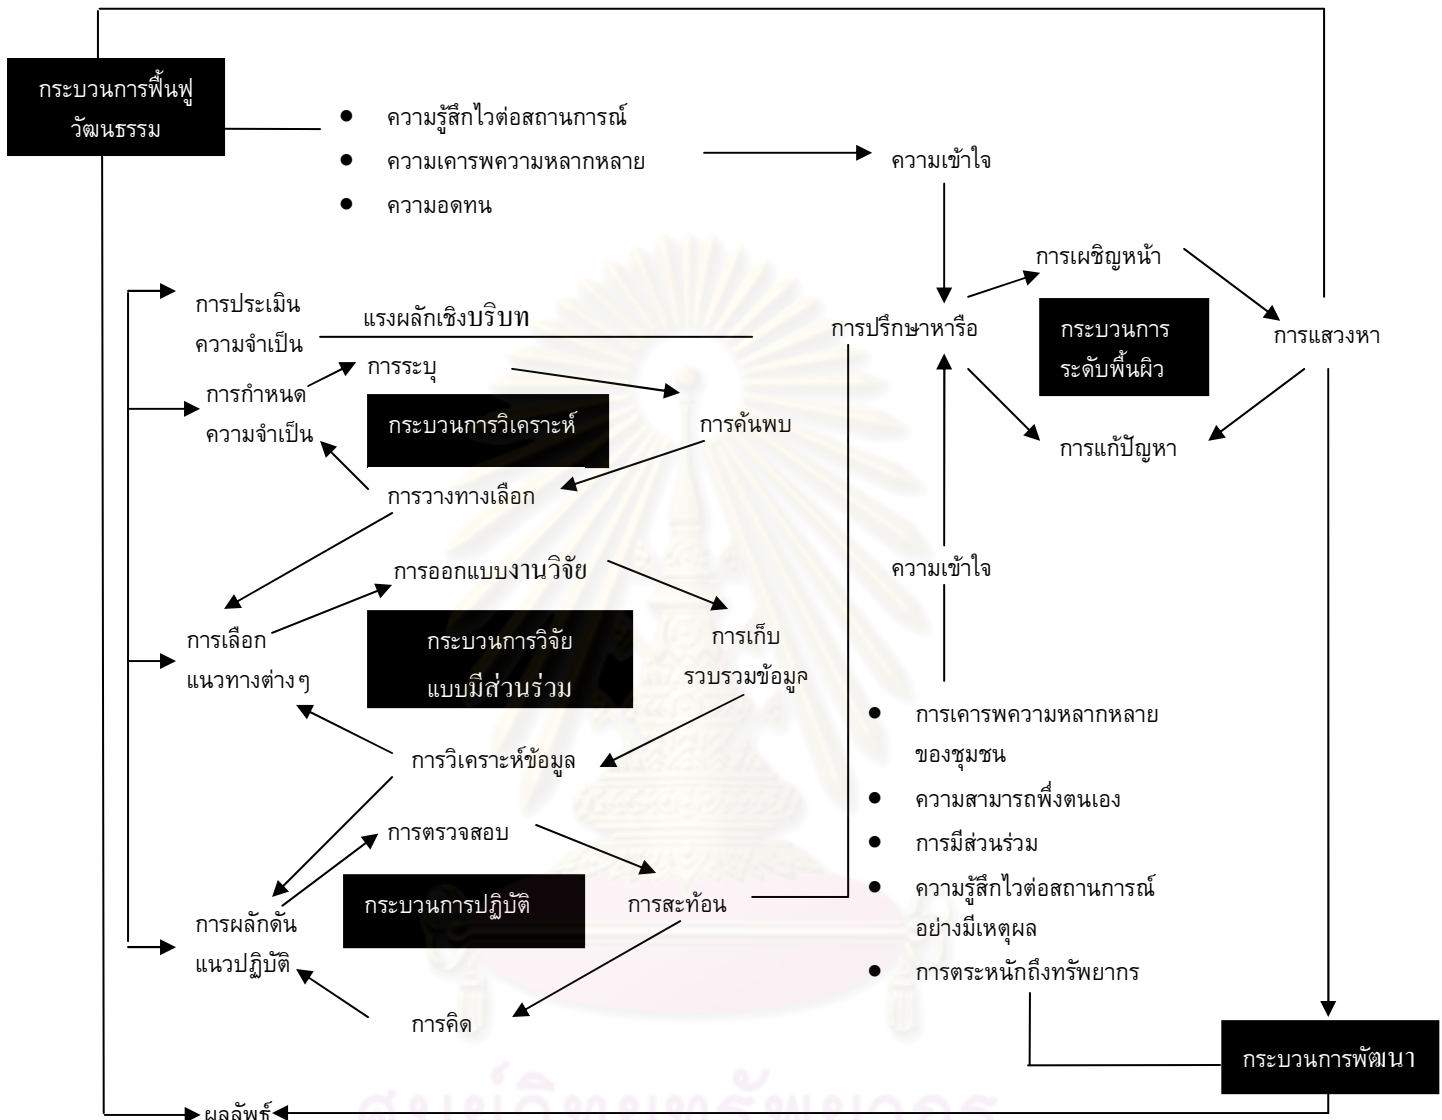 กระบวนการฟื้นฟู
วัฒนธรรม
● ความรู้สึกไวต่อสถานการณ์
● ความเคารพความหลากหลาย
● ความอดทน
ความเข้าใจ
การประเมิน
ความจำเป็น
แรงผลักเชิงบริบท
การปรึกษาหารือ
การเผชิญหน้า
กระบวนการ
ระดับพื้นผิว
การแสวงหา
การแก้ปัญหา
การกำหนด
ความจำเป็น
การระบุ
กระบวนการวิเคราะห์
การค้นพบ
การวางทางเลือก
การออกแบบงานวิจัย
ความเข้าใจ
การเลือก
แนวทางต่างๆ
กระบวนการวิจัย
แบบมีส่วนร่วม
การเก็บ
รวบรวมข้อมูล
การวิเคราะห์ข้อมูล
● การเคารพความหลากหลาย
ของชุมชน
● ความสามารถพึ่งตนเอง
● การมีส่วนร่วม
● ความรู้สึกไวต่อสถานการณ์
อย่างมีเหตุผล
● การตระหนักถึงทรัพยากร
การตรวจสอบ
การผลักดัน
แนวปฏิบัติ
กระบวนการปฏิบัติ
การสะท้อน
การคิด
กระบวนการพัฒนา
ผลลัพธ์
ศูนย์วิทยทรัพยากร